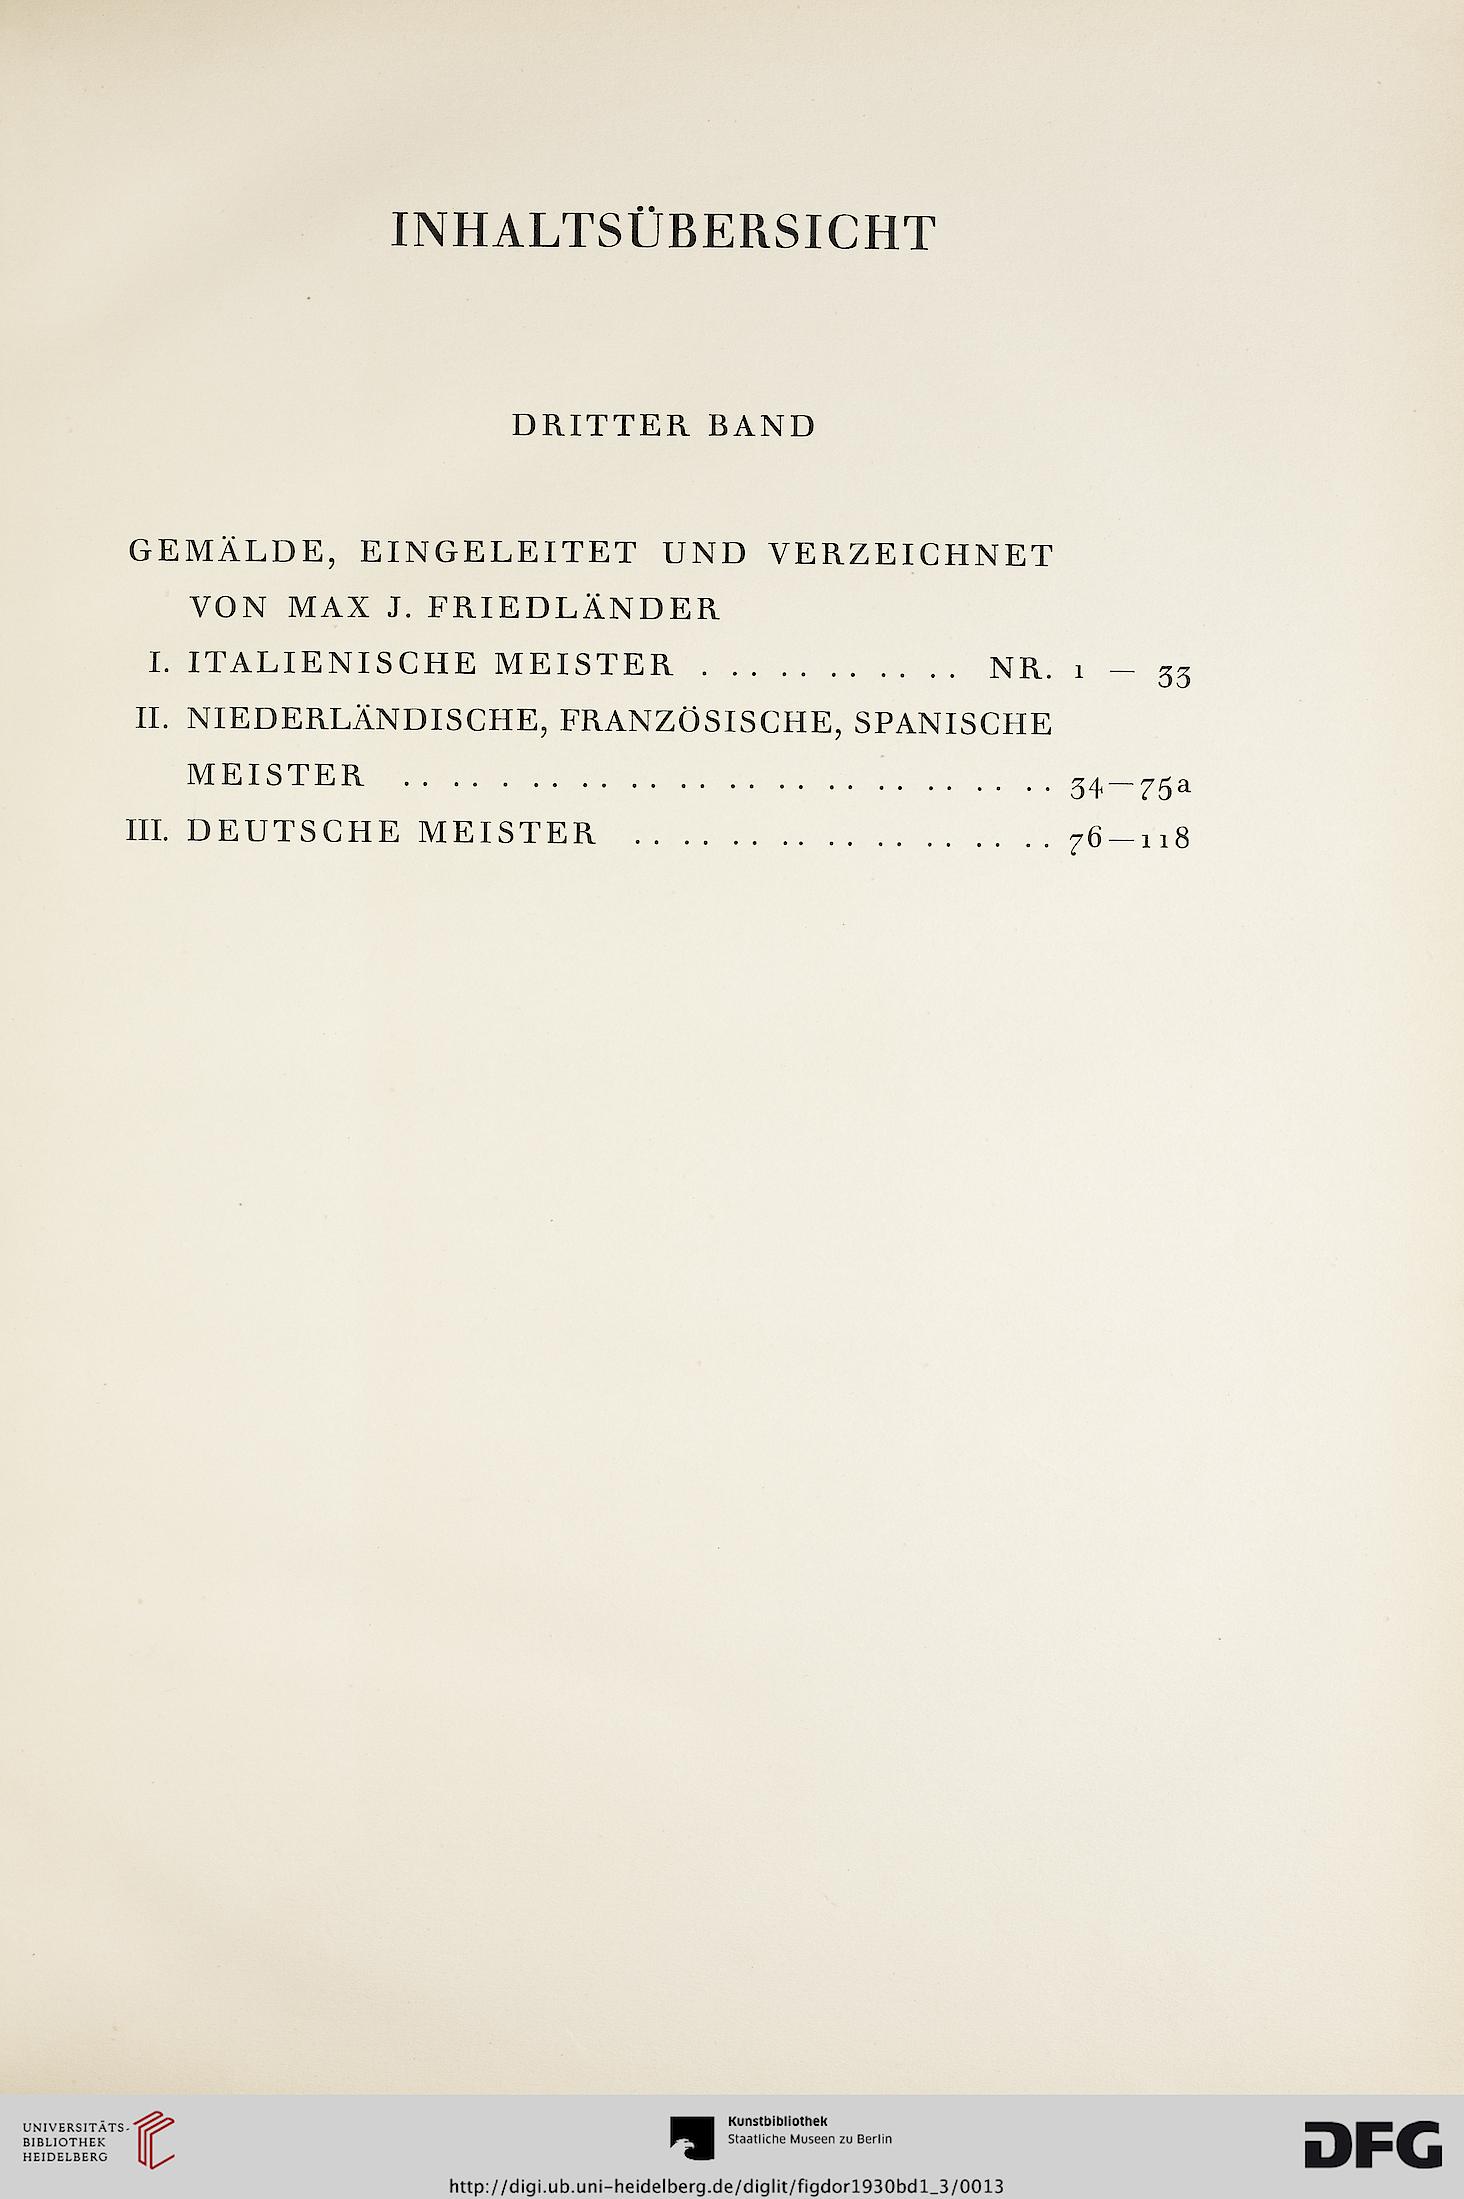 INHALTSÜBERSICHT
DRITTER BAND
GEMÄLDE, EINGELEITET UND VERZEICHNET
VON MAX J. FRIEDLÄNDER
I. ITALIENISCHE MEISTER . . . . . . . . . . . NR. 1 — 33
II. NIEDERLÄNDISCHE, FRANZÖSISCHE, SPANISCHE
MEISTER . . . . . . . . . . . . . . . . . . . . . . . . . . . 34—75a
III. DEUTSCHE MEISTER . . . . . . . . . . . . . . . . . . 76—118
UNIVERSITÄTS-
BIBLIOTHEK
HEIDELBERG
Kunstbibliothek
Staatliche Museen zu Berlin
DFG
http://digi.ub.uni-heidelberg.de/diglit/figdor1930bd1_3/0013